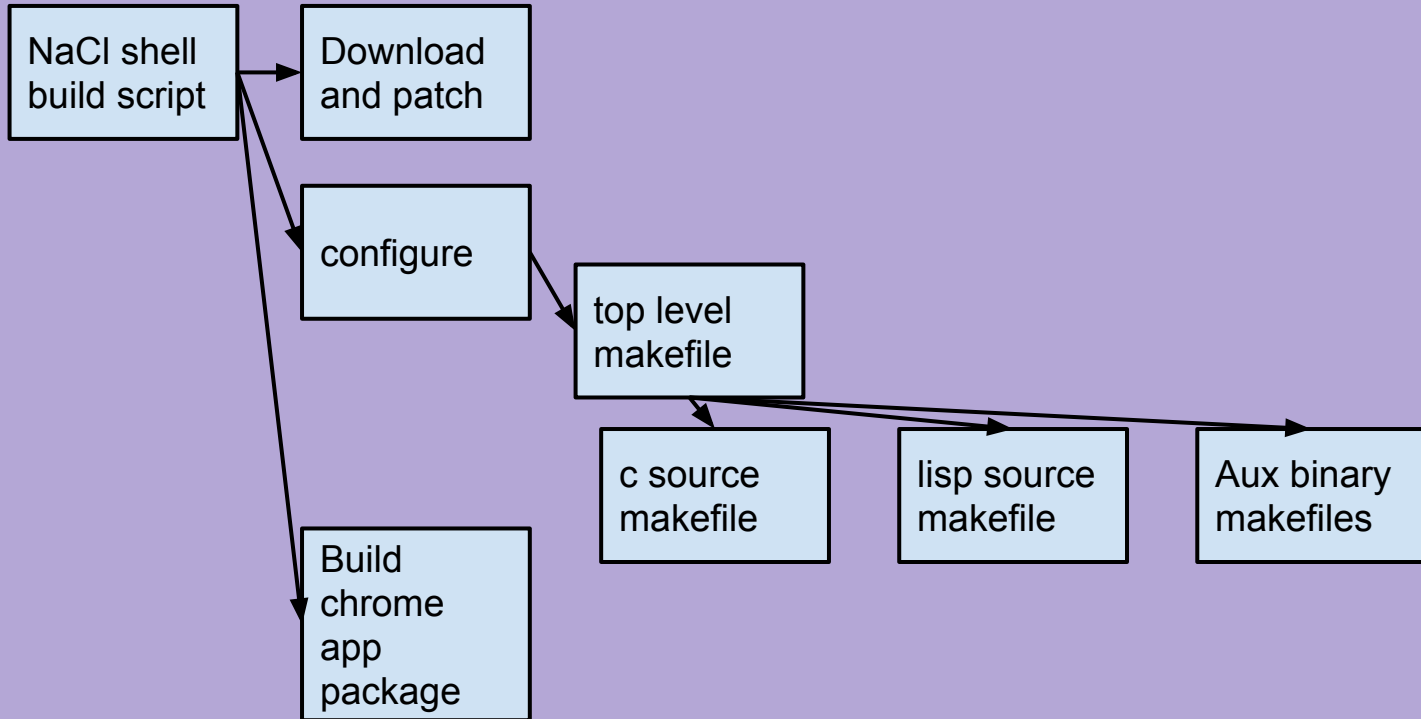 NaCl shell
build script
Download
and patch
configure
top level
makefile
c source
makefile
lisp source
makefile
Aux binary
makefiles
Build
chrome
app
package